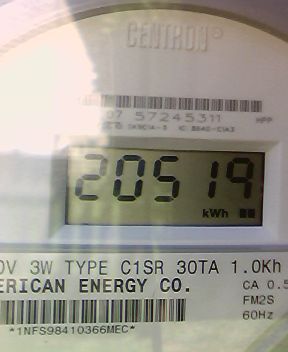 CENTRON®
07 57245311 HPP
20519
kWh
0V 3W TYPE C1SR 30TA 1.0Kh
ERICAN ENERGY CO. CA 0.5
FM2S
60Hz
*1NFS98410366MEC*